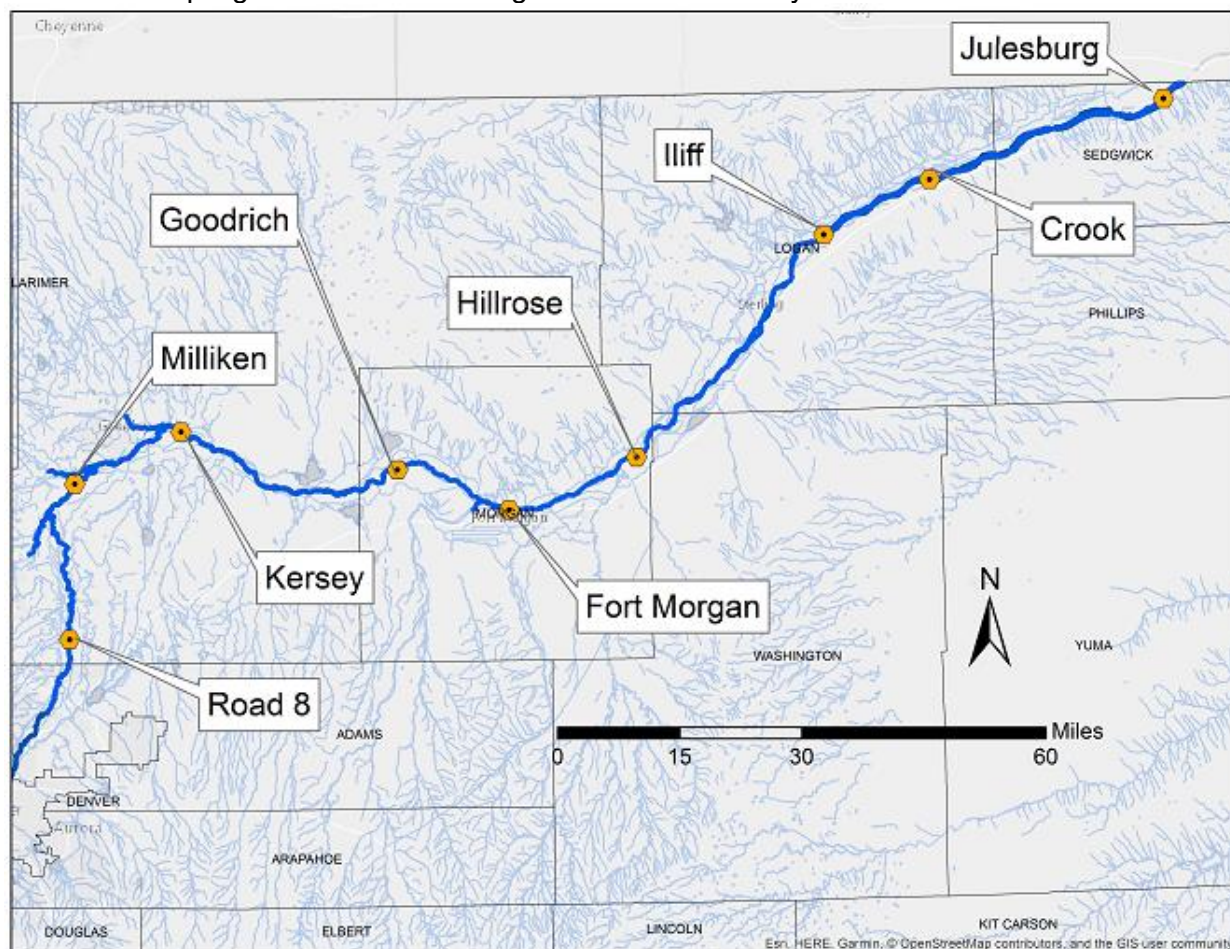 Cheyenne
COLORADO
Julesburg
SEDGWICK
Iliff
Crook
LOGAN
Goodrich
LARIMER
Hillrose
Sterling
PHILLIPS
Milliken
MORGAN
Kersey
Fort Morgan
N
WASHINGTON
YUMA
Road 8
ADAMS
Miles
0 15 30 60
DENVER
Aurora
ARAPAHOE
DOUGLAS
ELBERT
LINCOLN
KIT CARSON
Esri, HERE, Garmin, © OpenStreetMap contributors, and the GIS user